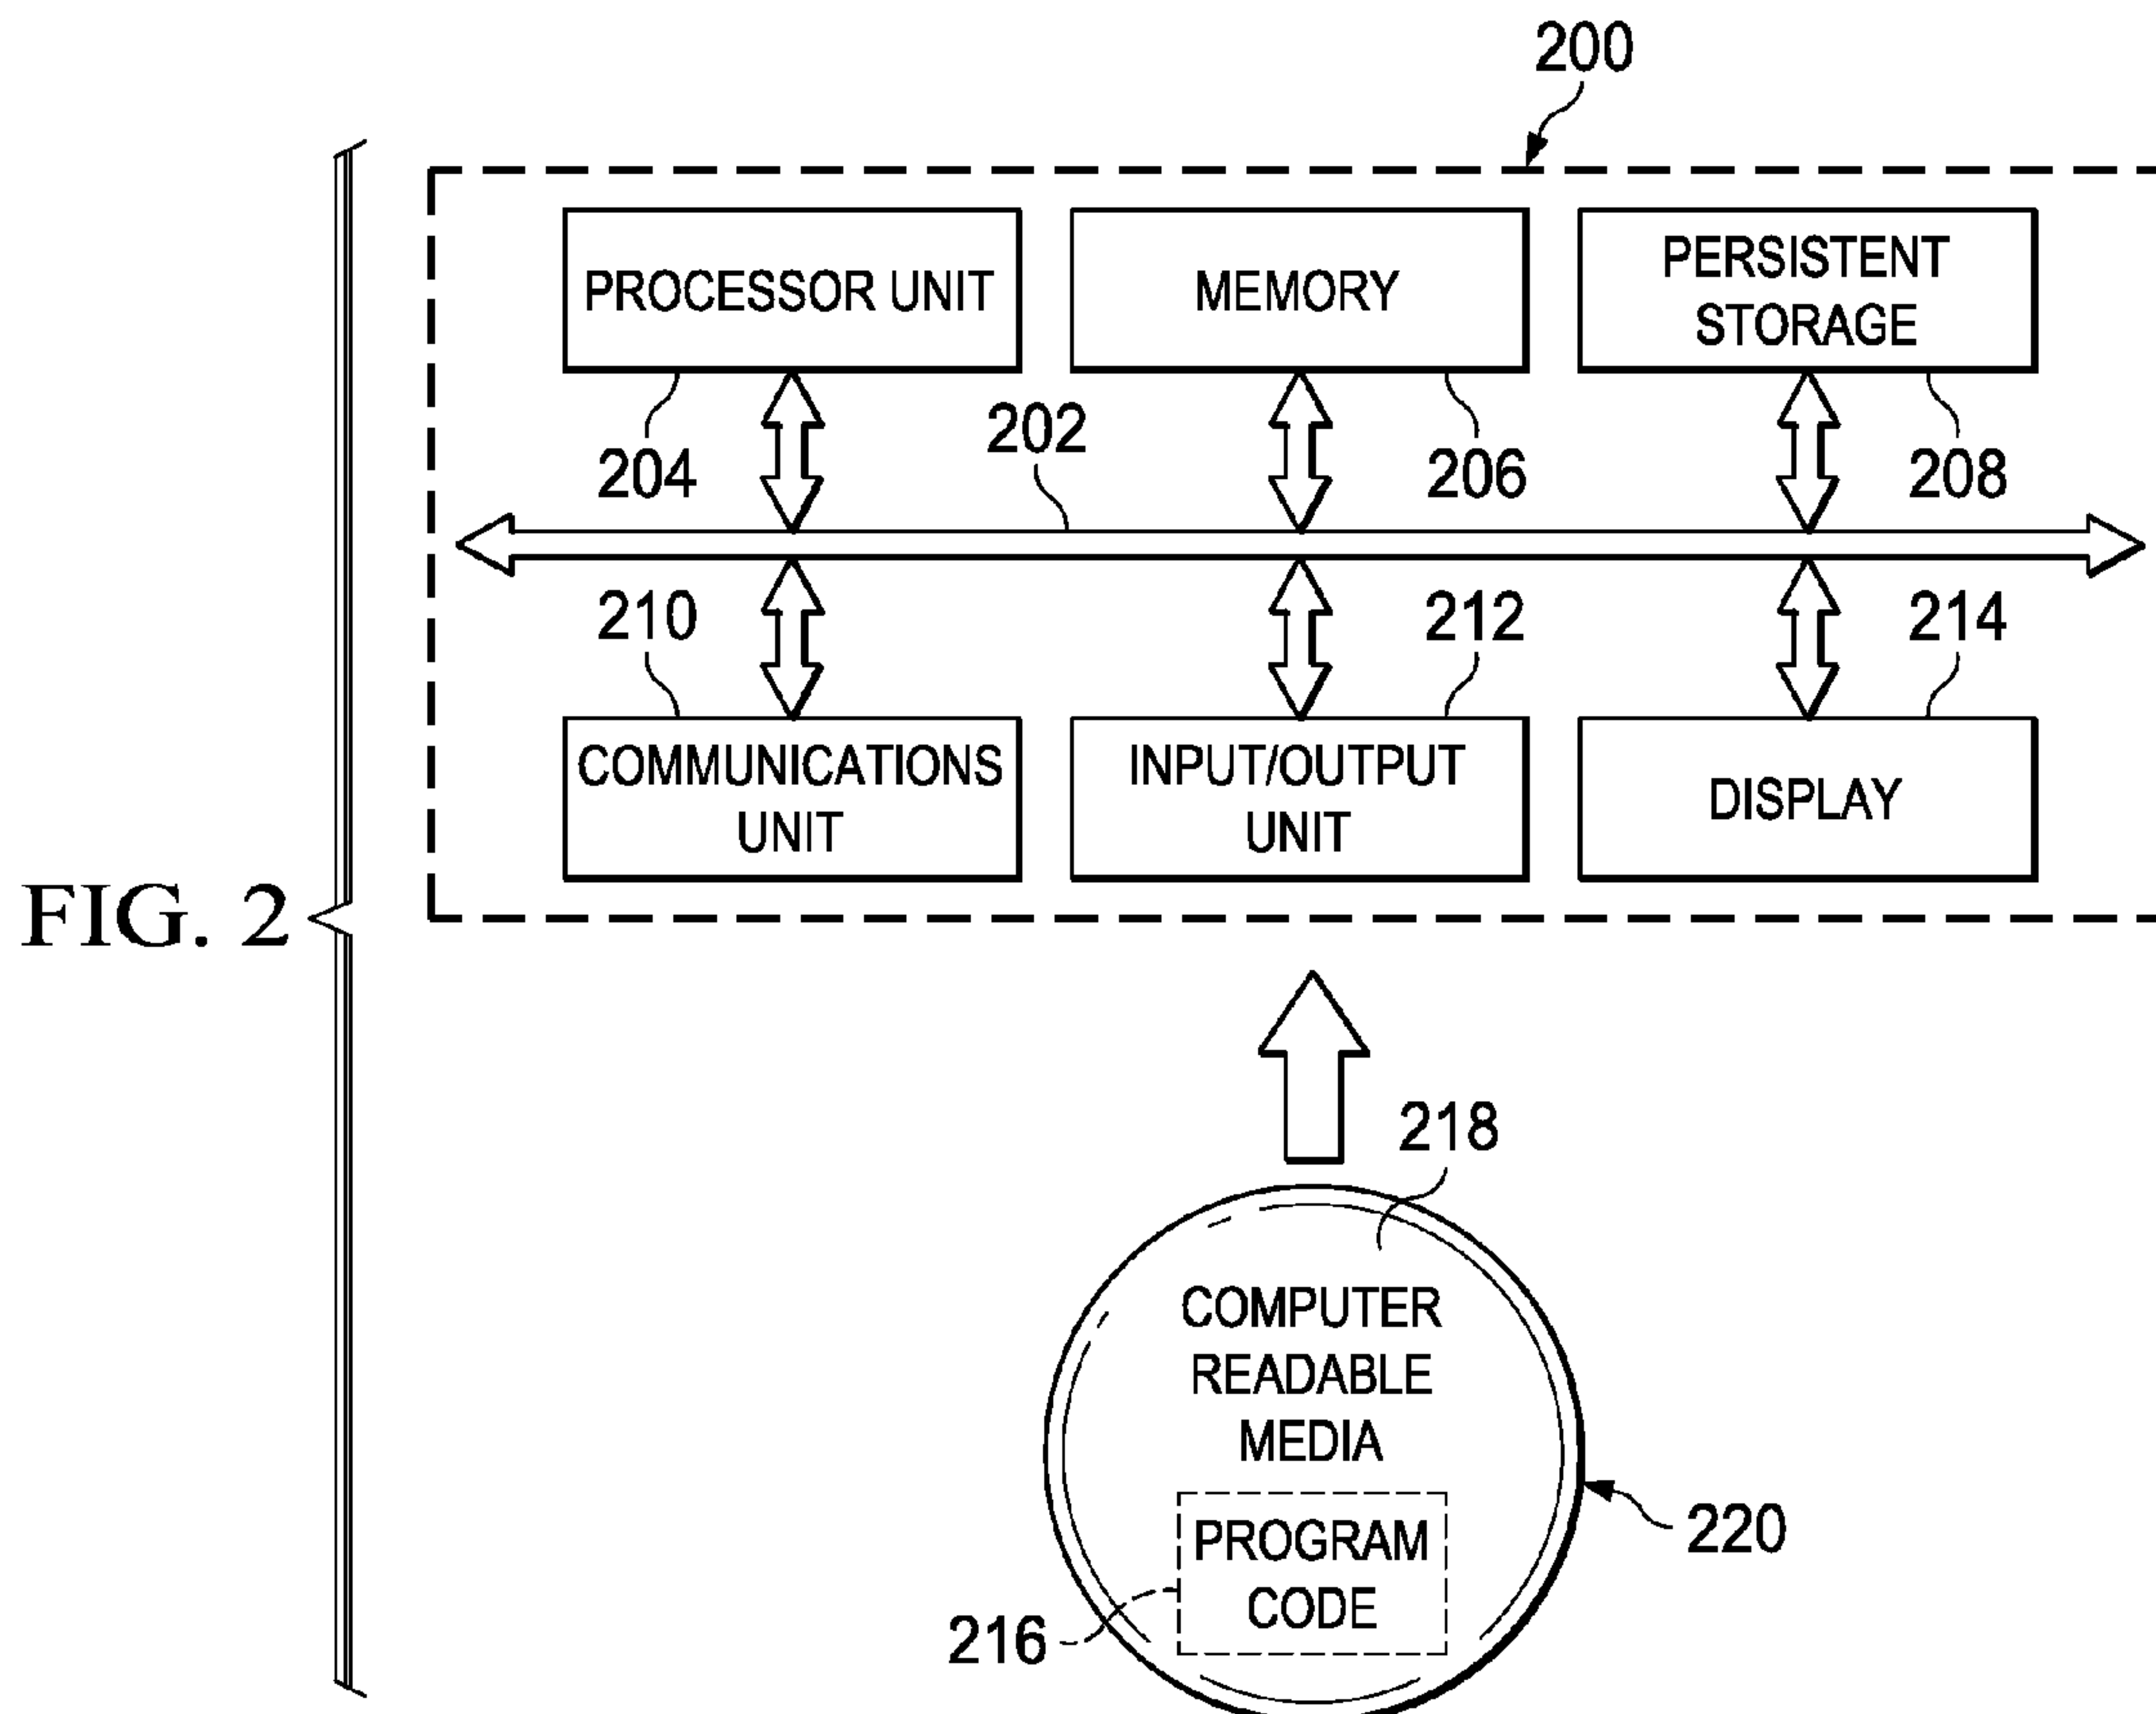 200
PROCESSOR UNIT
MEMORY
PERSISTENT
STORAGE
204
202
206
208
210
212
214
COMMUNICATIONS
UNIT
INPUT/OUTPUT
UNIT
DISPLAY
FIG. 2
218
COMPUTER
READABLE
MEDIA
PROGRAM
CODE
220
216